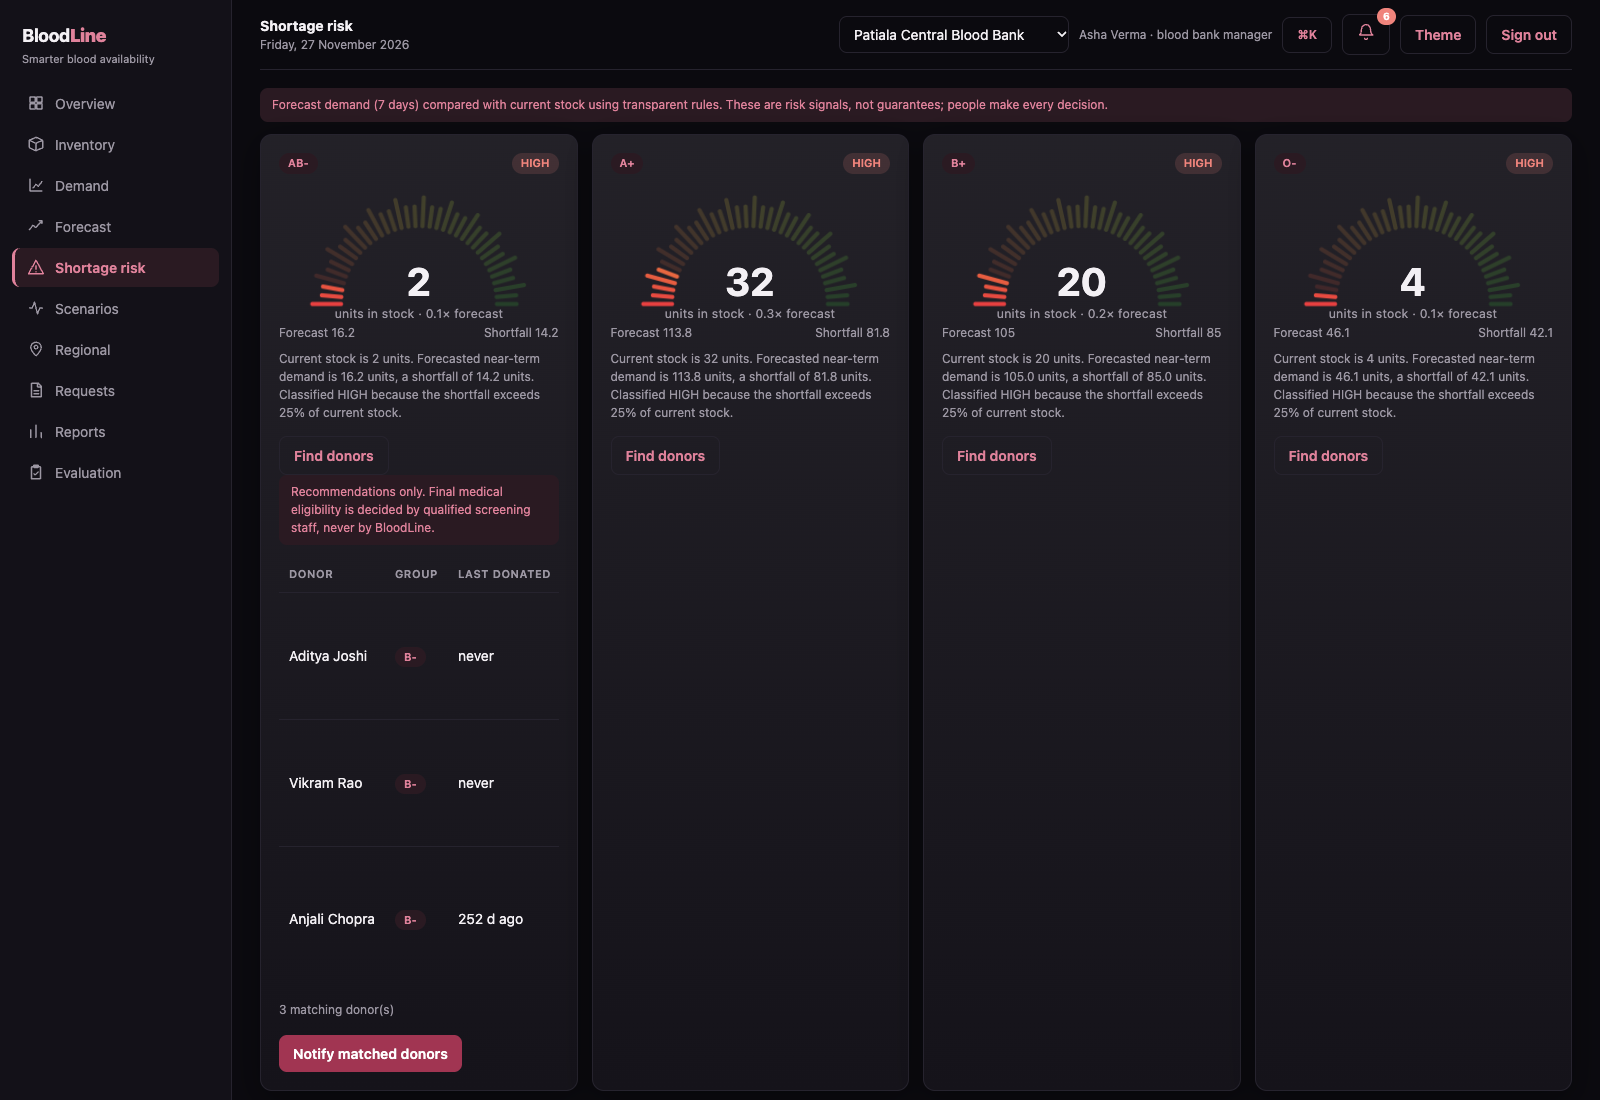 BloodLine
Smarter blood availability
Overview
Inventory
Demand
Forecast
Shortage risk
Scenarios
Regional
Requests
Reports
Evaluation
Shortage risk
Friday, 27 November 2026
Patiala Central Blood Bank
Asha Verma · blood bank manager
⌘K
6
Theme
Sign out
Forecast demand (7 days) compared with current stock using transparent rules. These are risk signals, not guarantees; people make every decision.
AB-
HIGH
2
units in stock · 0.1× forecast
Forecast 16.2
Shortfall 14.2
Current stock is 2 units. Forecasted near-term
demand is 16.2 units, a shortfall of 14.2 units.
Classified HIGH because the shortfall exceeds
25% of current stock.
Find donors
Recommendations only. Final medical
eligibility is decided by qualified screening
staff, never by BloodLine.
DONOR GROUP LAST DONATED
Aditya Joshi B- never
Vikram Rao B- never
Anjali Chopra B- 252 d ago
3 matching donor(s)
Notify matched donors
A+
HIGH
32
units in stock · 0.3× forecast
Forecast 113.8
Shortfall 81.8
Current stock is 32 units. Forecasted near-term
demand is 113.8 units, a shortfall of 81.8 units.
Classified HIGH because the shortfall exceeds
25% of current stock.
Find donors
B+
HIGH
20
units in stock · 0.2× forecast
Forecast 105
Shortfall 85
Current stock is 20 units. Forecasted near-term
demand is 105.0 units, a shortfall of 85.0 units.
Classified HIGH because the shortfall exceeds
25% of current stock.
Find donors
O-
HIGH
4
units in stock · 0.1× forecast
Forecast 46.1
Shortfall 42.1
Current stock is 4 units. Forecasted near-term
demand is 46.1 units, a shortfall of 42.1 units.
Classified HIGH because the shortfall exceeds
25% of current stock.
Find donors